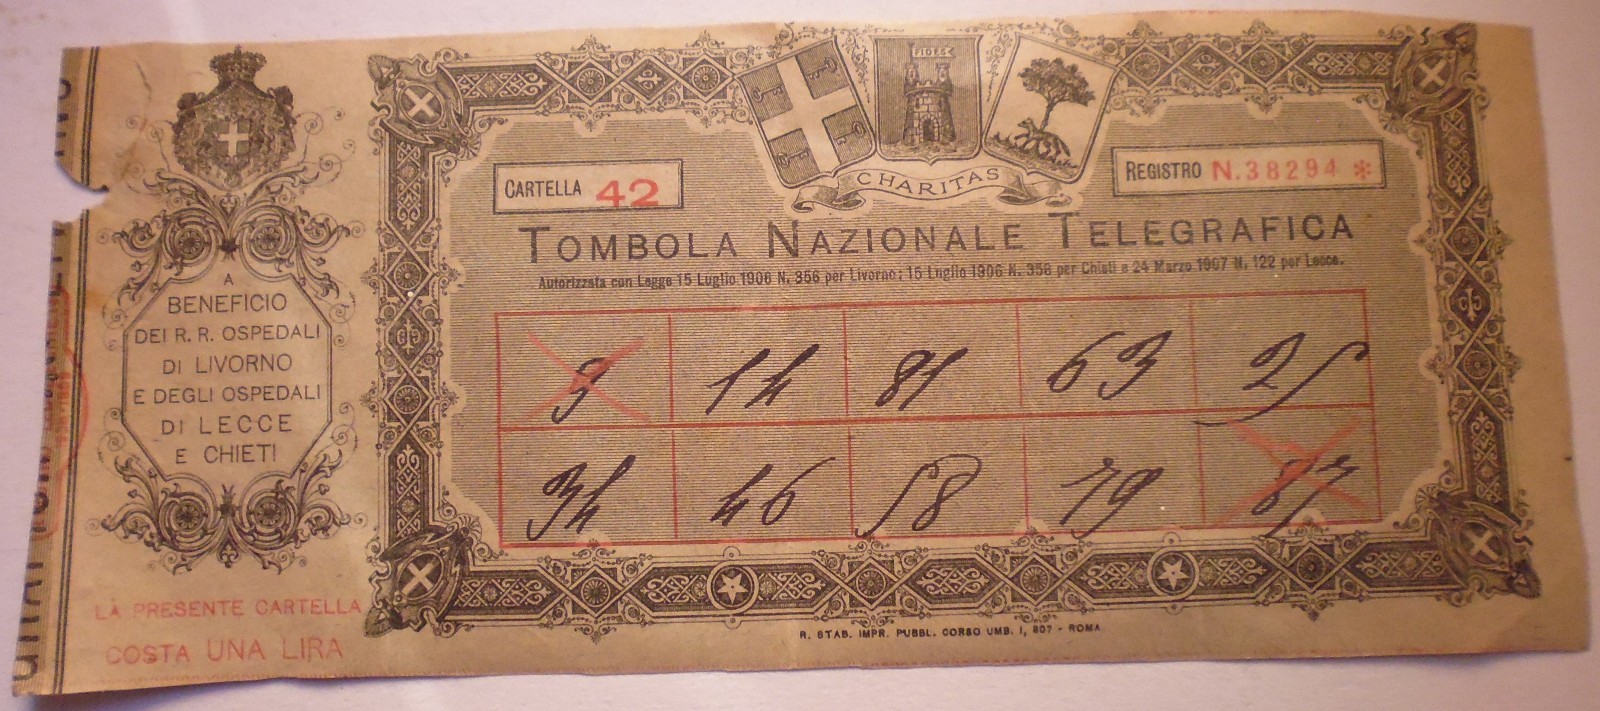 FIDES
CHARITAS
CARTELLA 42
REGISTRO N.38294 *
TOMBOLA NAZIONALE TELEGRAFICA
Autorizzata con Legge 15 Luglio 1906 N. 356 per Livorno; 15 Luglio 1906 N. 356 per Chieti e 24 Marzo 1907 N. 122 per Lecce.
A
BENEFICIO
DEI R. R. OSPEDALI
DI LIVORNO
E DEGLI OSPEDALI
DI LECCE
E CHIETI
3 14 81 63 25
34 46 58 79 87
LA PRESENTE CARTELLA
COSTA UNA LIRA
R. STAB. IMPR. PUBBL. CORSO UMB. I, 307 - ROMA